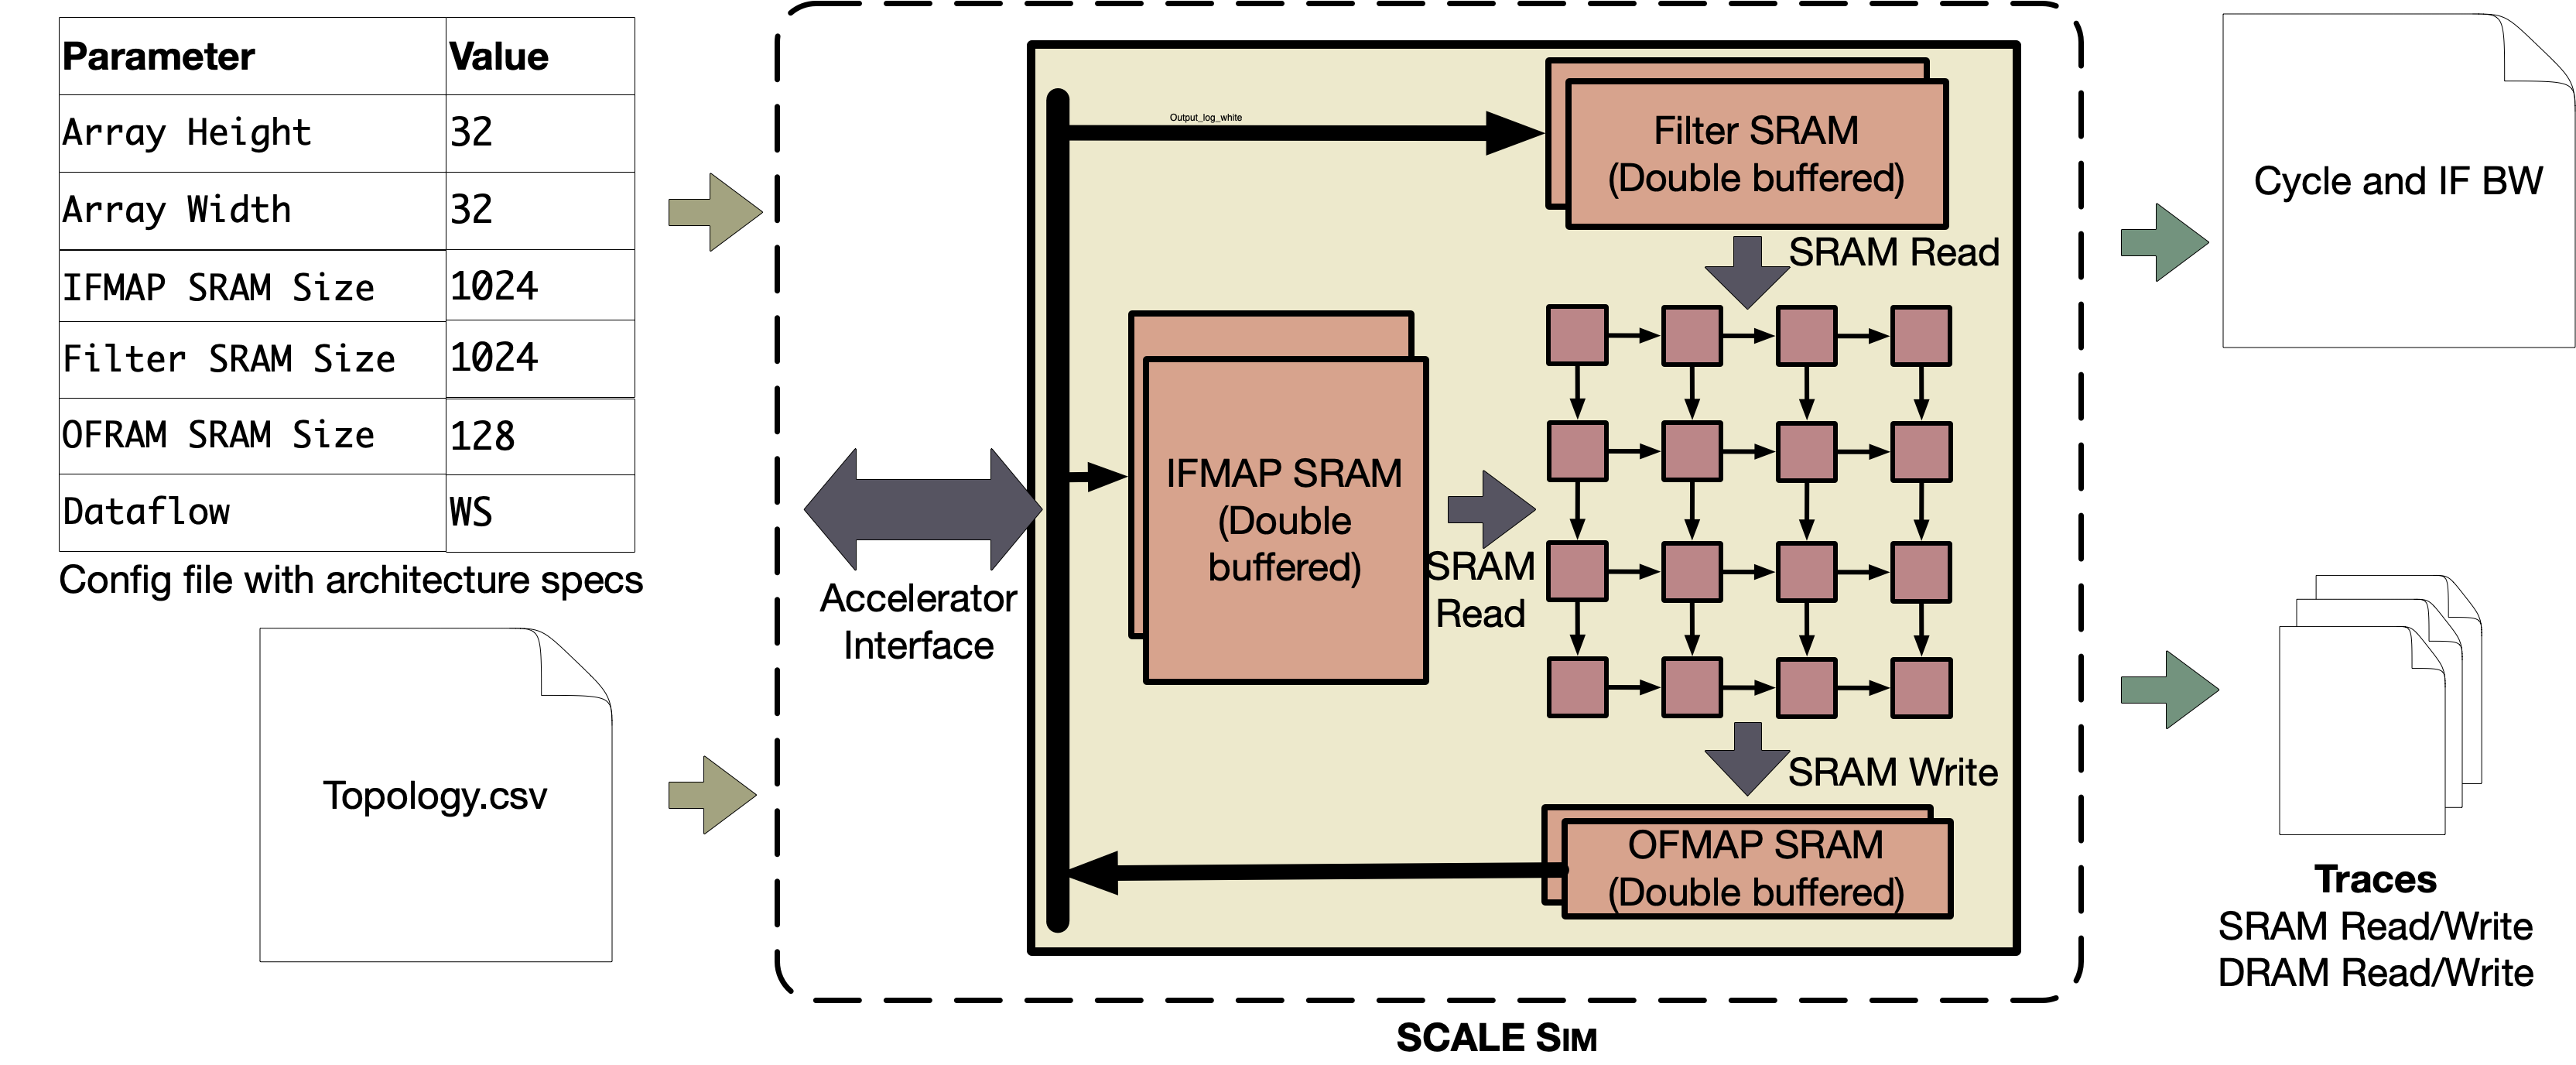 Parameter Value
Array Height 32
Array Width 32
IFMAP SRAM Size 1024
Filter SRAM Size 1024
OFRAM SRAM Size 128
Dataflow WS
Config file with architecture specs
Topology.csv
Accelerator
Interface
Output_log_white
Filter SRAM
(Double buffered)
SRAM Read
IFMAP SRAM
(Double
buffered)
SRAM
Read
SRAM Write
OFMAP SRAM
(Double buffered)
SCALE SIM
Cycle and IF BW
Traces
SRAM Read/Write
DRAM Read/Write